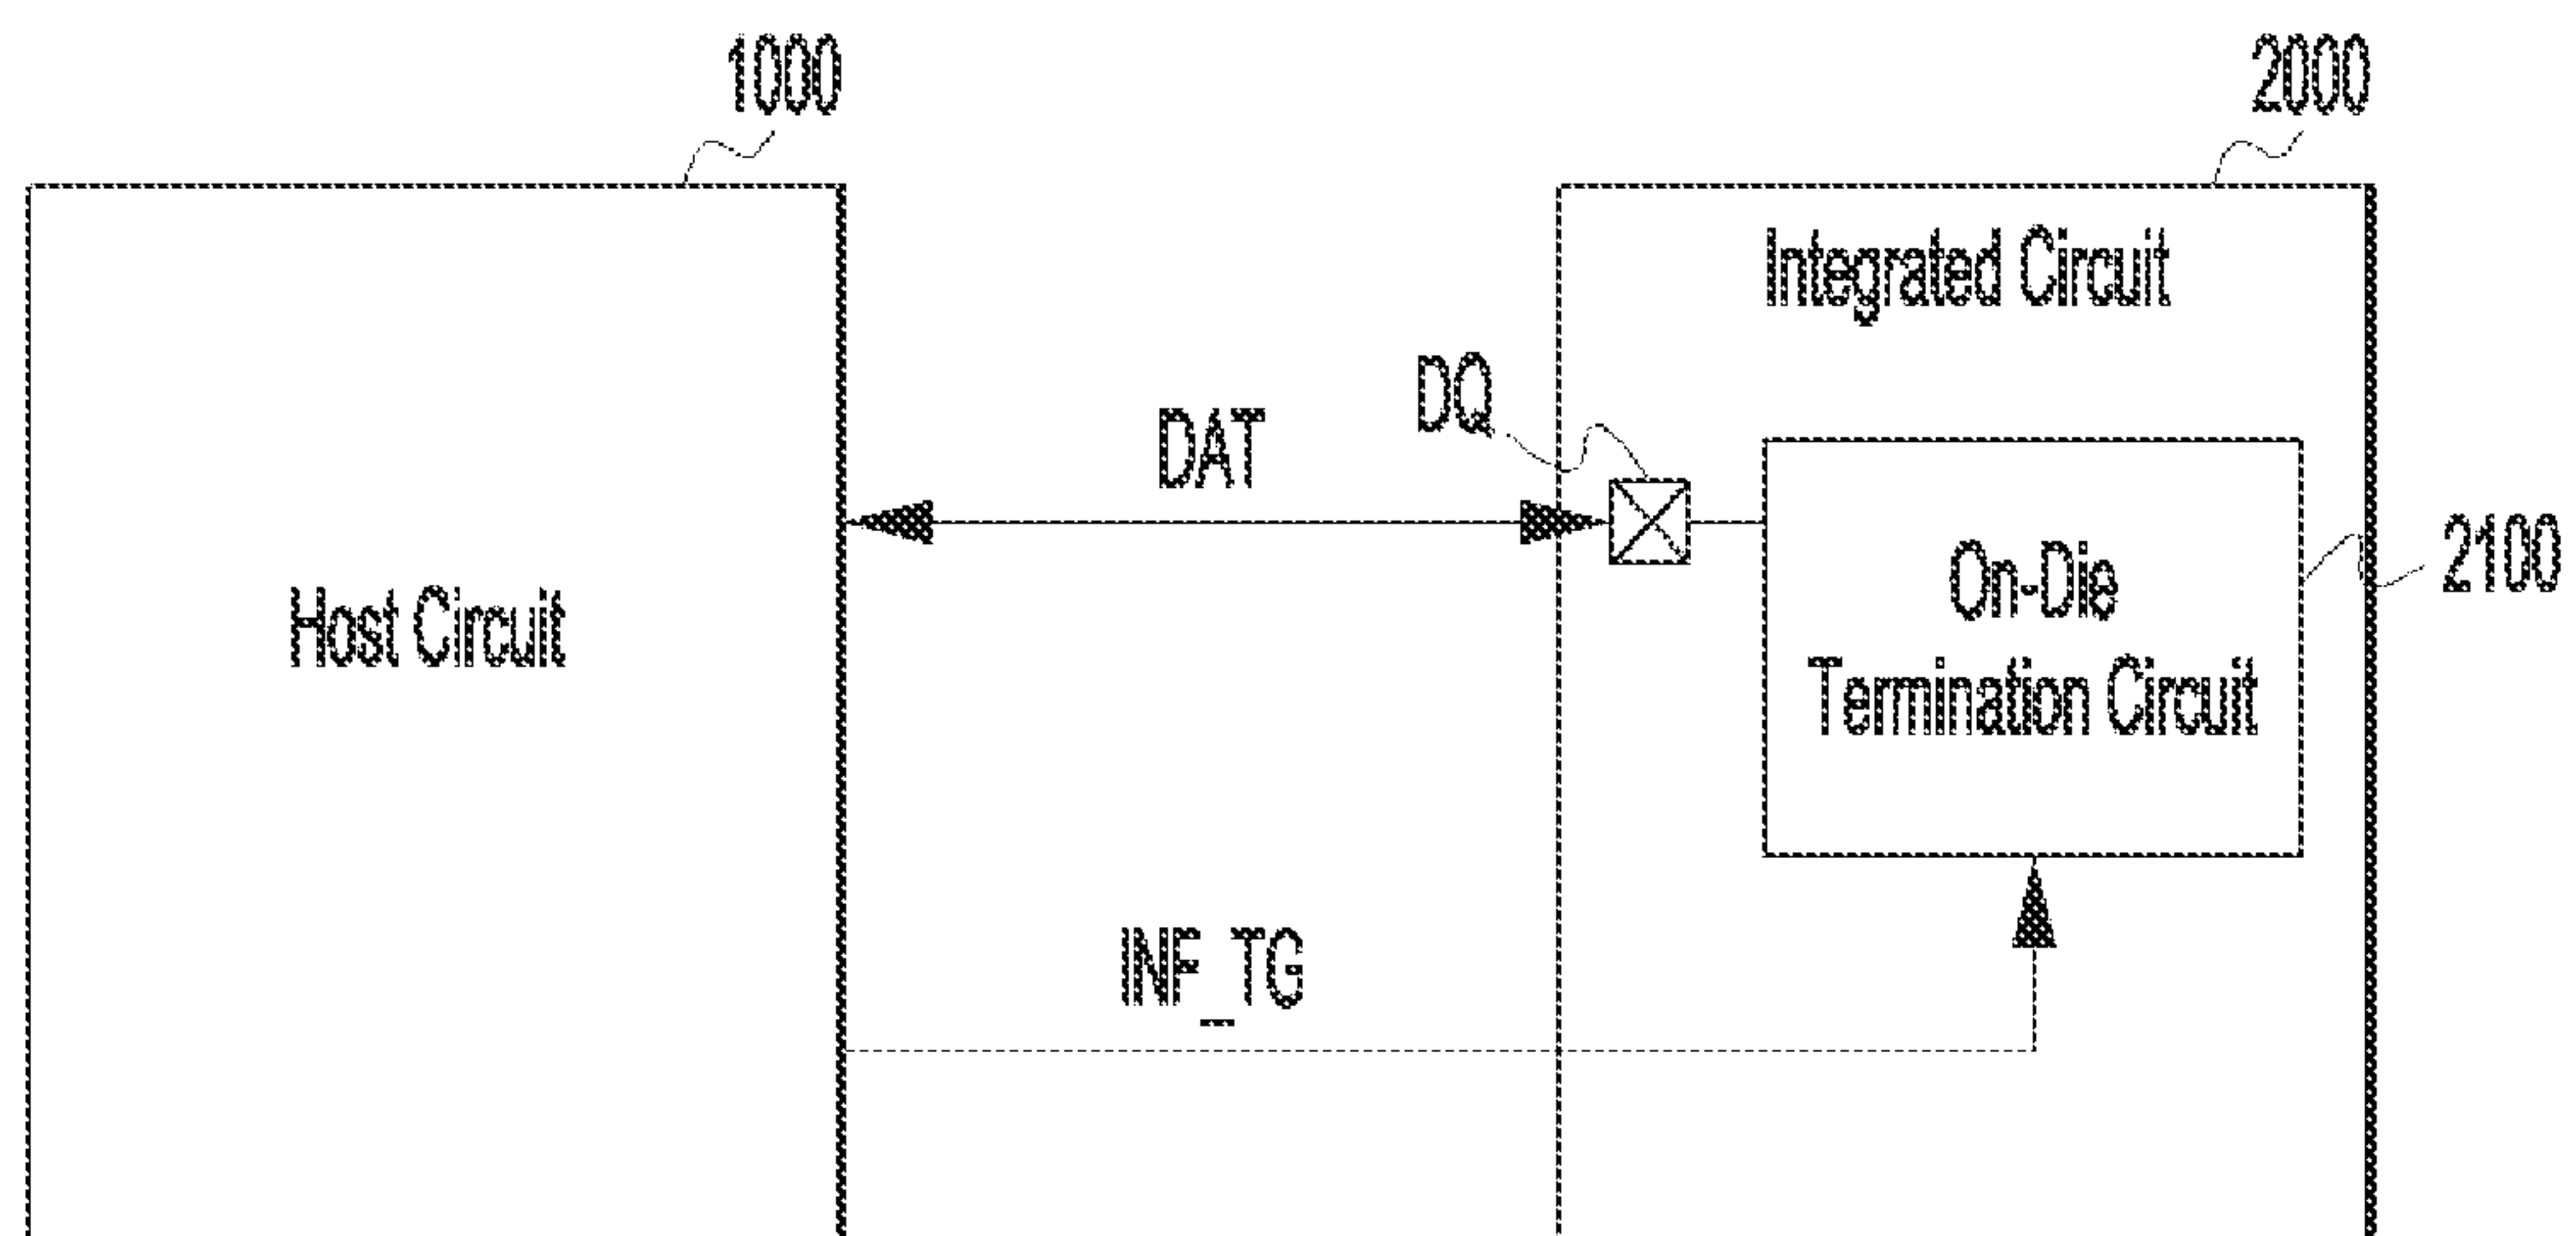 1000
2000
Integrated Circuit
DQ
DAT
On-Die
Termination Circuit
2100
Host Circuit
INF_TG